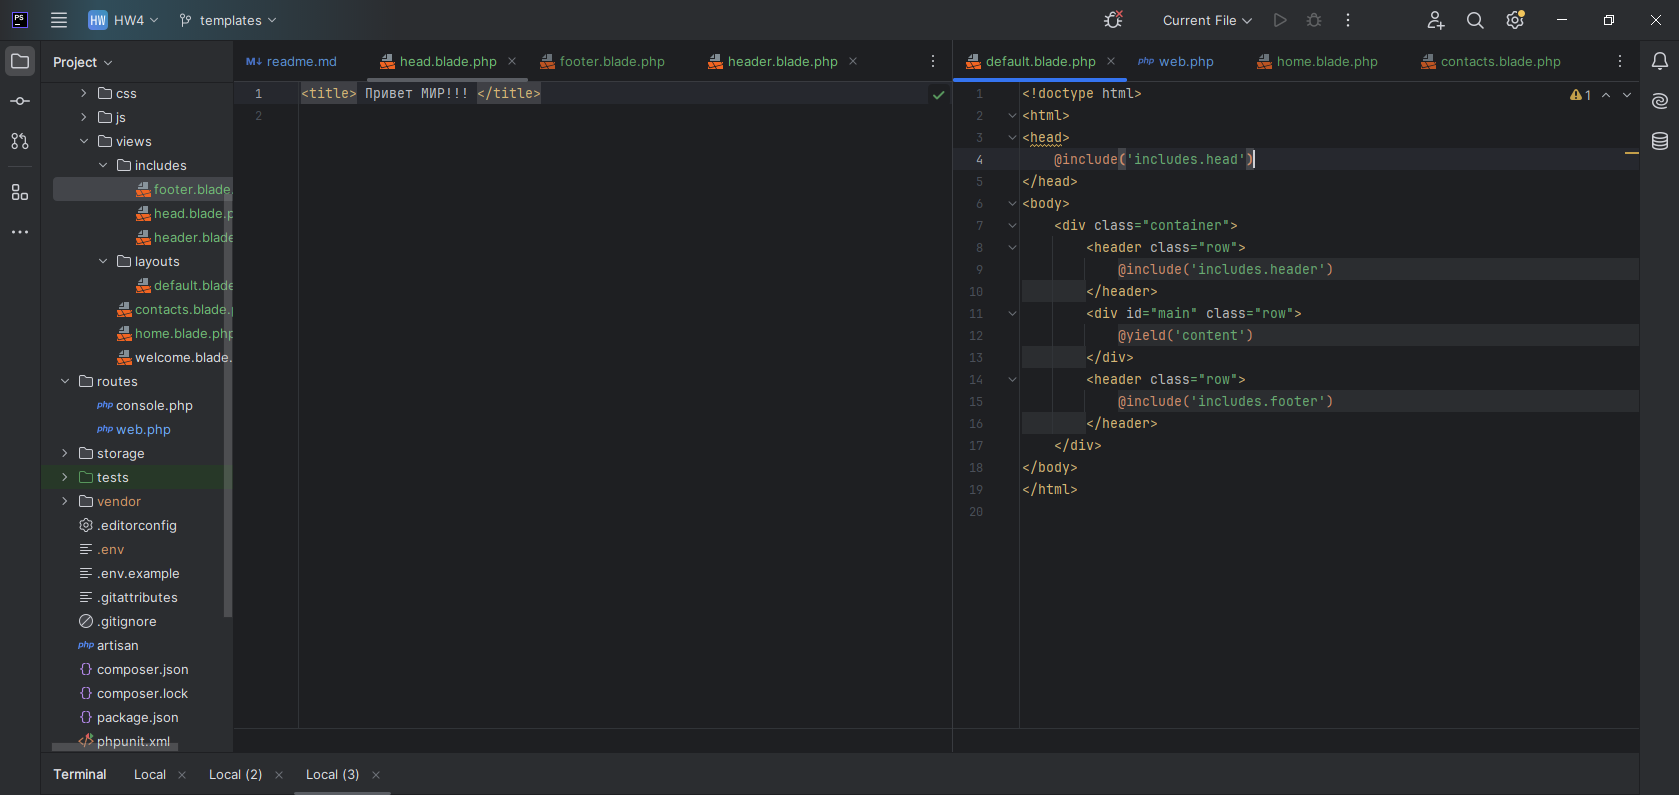 PS
HW HW4
templates
Current File
Project
css
js
views
includes
footer.blade.
head.blade.p
header.blade
layouts
default.blade
contacts.blade.p
home.blade.php
welcome.blade.
routes
php console.php
php web.php
storage
tests
vendor
.editorconfig
.env
.env.example
.gitattributes
.gitignore
php artisan
{} composer.json
{} composer.lock
{} package.json
</> phpunit.xml
M↓ readme.md
head.blade.php
footer.blade.php
header.blade.php
1 <title> Привет МИР!!! </title>
2
default.blade.php
php web.php
home.blade.php
contacts.blade.php
1
1 <!doctype html>
2 <html>
3 <head>
4 @include('includes.head')
5 </head>
6 <body>
7 <div class="container">
8 <header class="row">
9 @include('includes.header')
10 </header>
11 <div id="main" class="row">
12 @yield('content')
13 </div>
14 <header class="row">
15 @include('includes.footer')
16 </header>
17 </div>
18 </body>
19 </html>
20
Terminal
Local
Local (2)
Local (3)